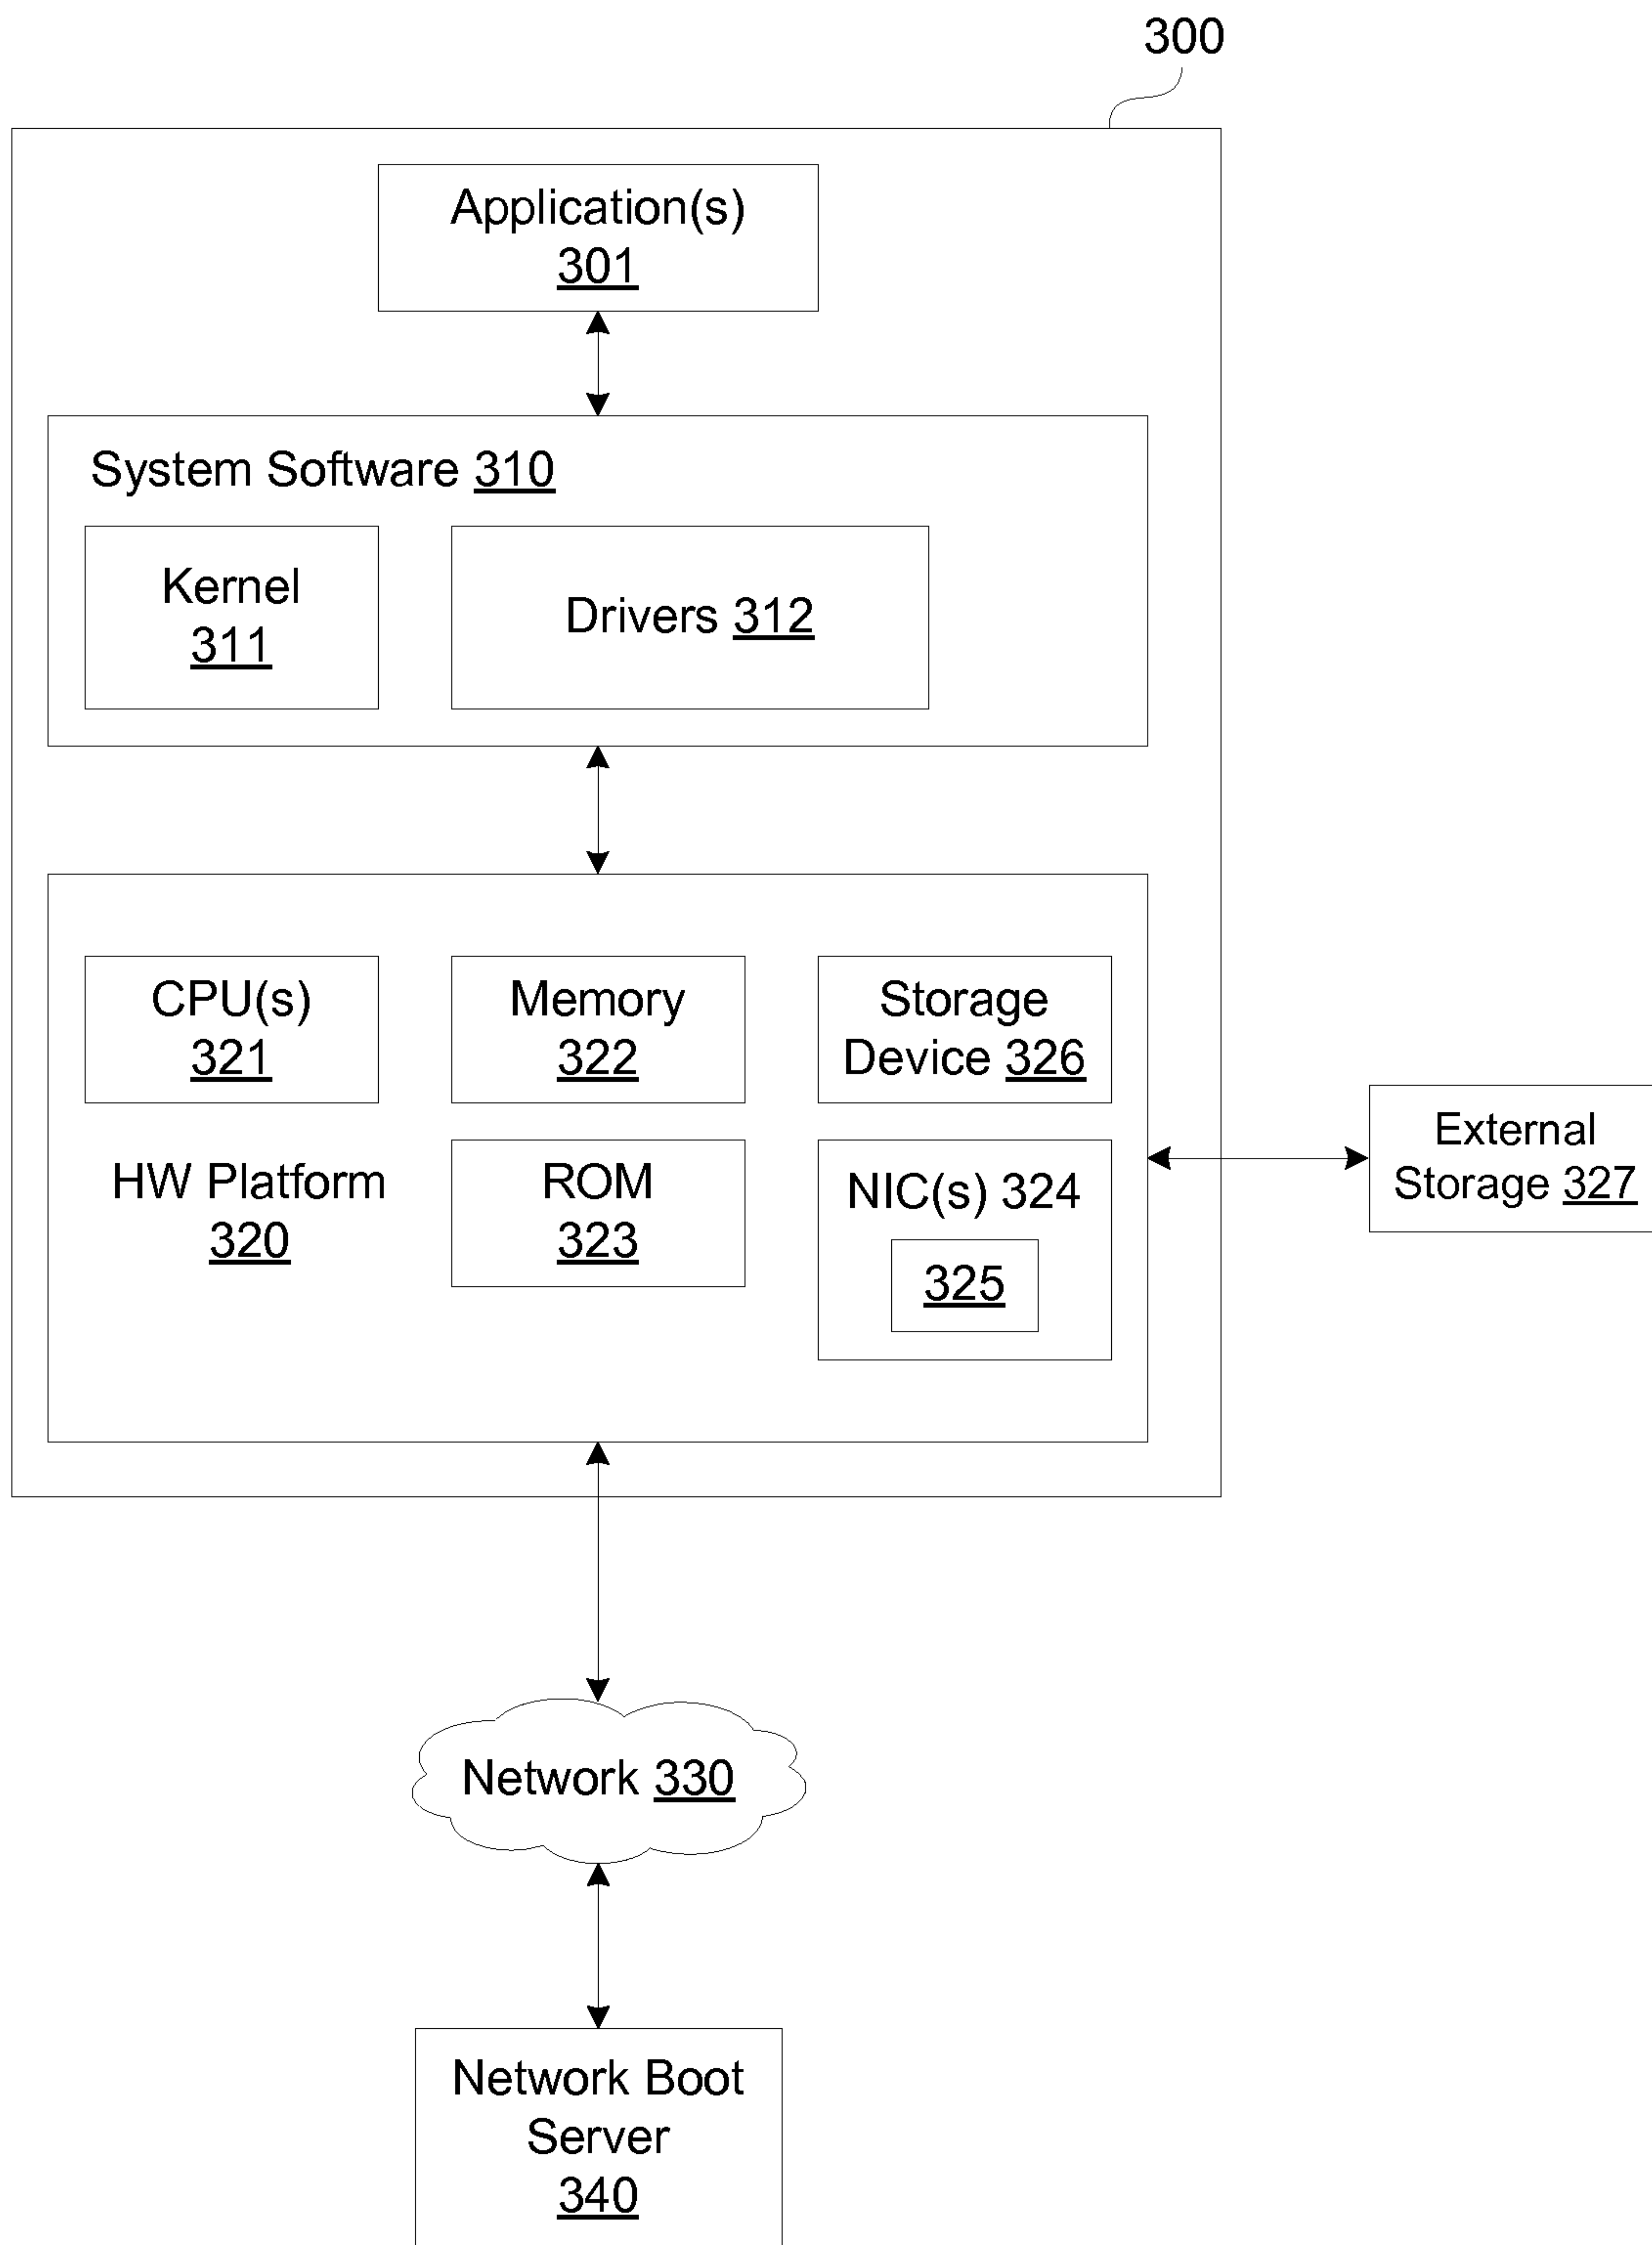 300
Application(s)
301
System Software 310
Kernel
311
Drivers 312
CPU(s)
321
Memory
322
Storage
Device 326
HW Platform
320
ROM
323
NIC(s) 324
325
External
Storage 327
Network 330
Network Boot
Server
340